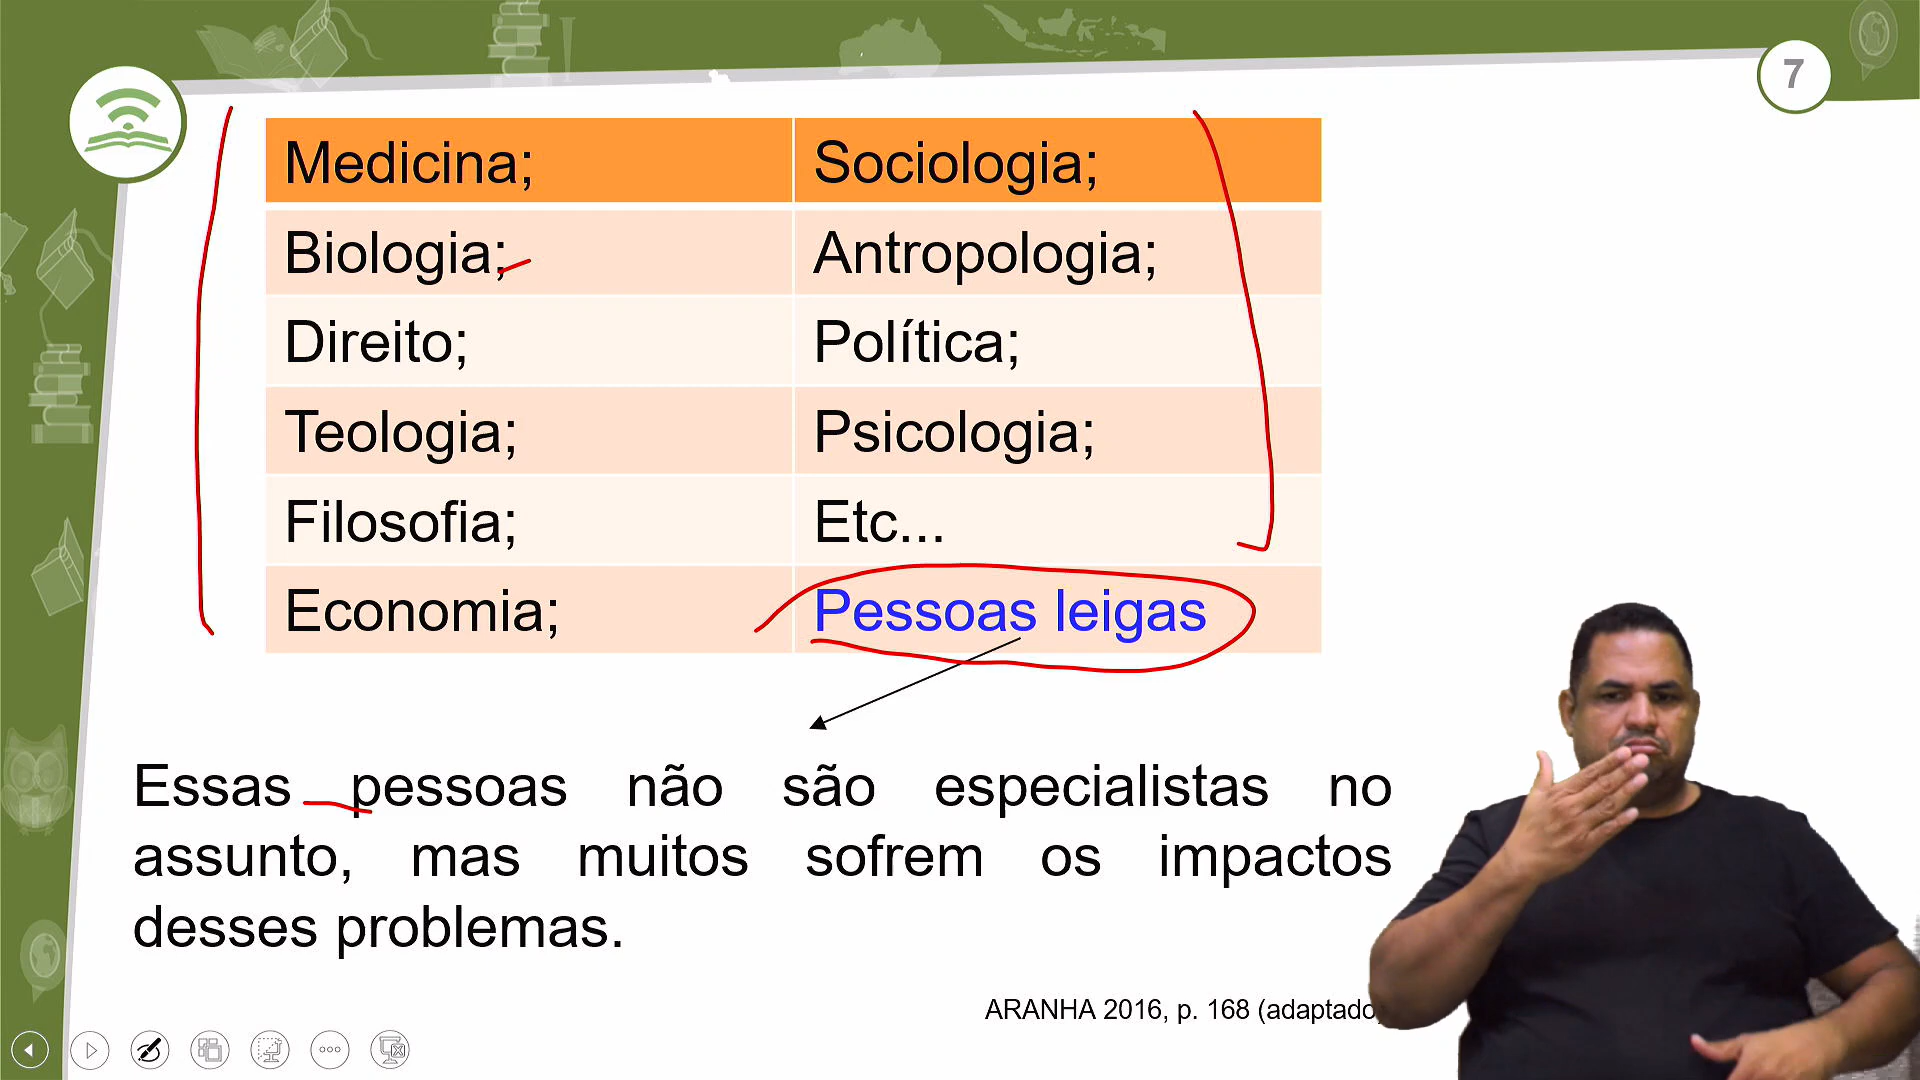 7
Medicina; Sociologia;
Biologia; Antropologia;
Direito; Política;
Teologia; Psicologia;
Filosofia; Etc...
Economia; Pessoas leigas
Essas pessoas não são especialistas no
assunto, mas muitos sofrem os impactos
desses problemas.
ARANHA 2016, p. 168 (adaptado)